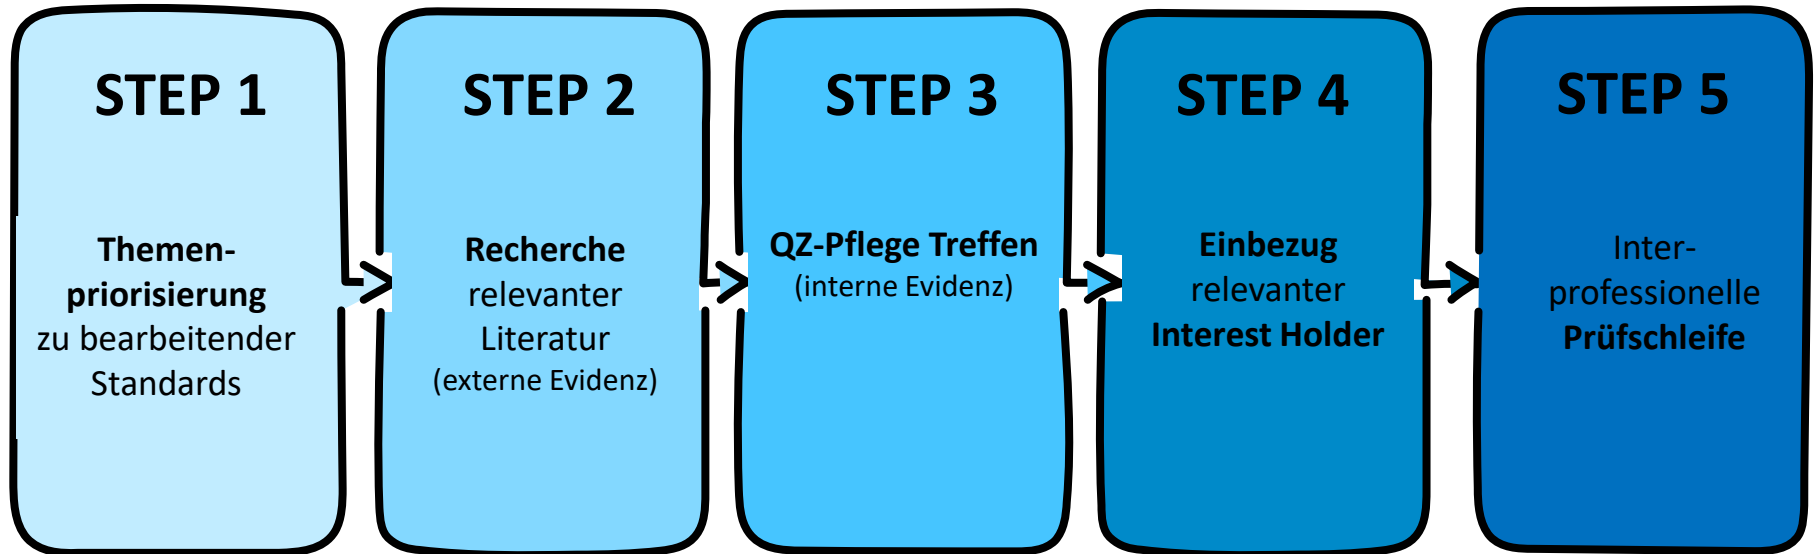 STEP 1
Themen-
priorisierung
zu bearbeitender
Standards
STEP 2
Recherche
relevanter
Literatur
(externe Evidenz)
STEP 3
QZ-Pflege Treffen
(interne Evidenz)
STEP 4
Einbezug
relevanter
Interest Holder
STEP 5
Inter-
professionelle
Prüfschleife